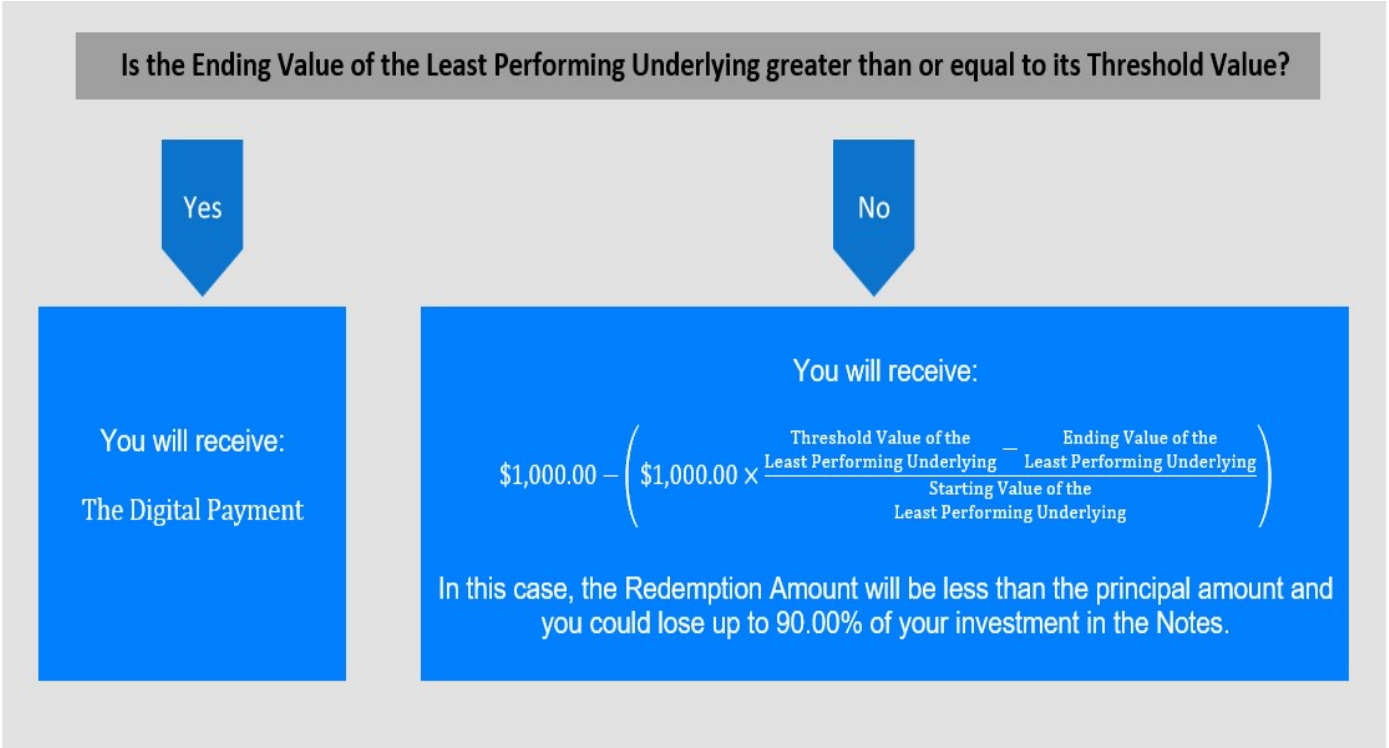 Is the Ending Value of the Least Performing Underlying greater than or equal to its Threshold Value?
Yes
No
You will receive:
The Digital Payment
You will receive:
$1,000.00 − ( $1,000.00 × (Threshold Value of the Least Performing Underlying − Ending Value of the Least Performing Underlying) / Starting Value of the Least Performing Underlying )
In this case, the Redemption Amount will be less than the principal amount and
you could lose up to 90.00% of your investment in the Notes.